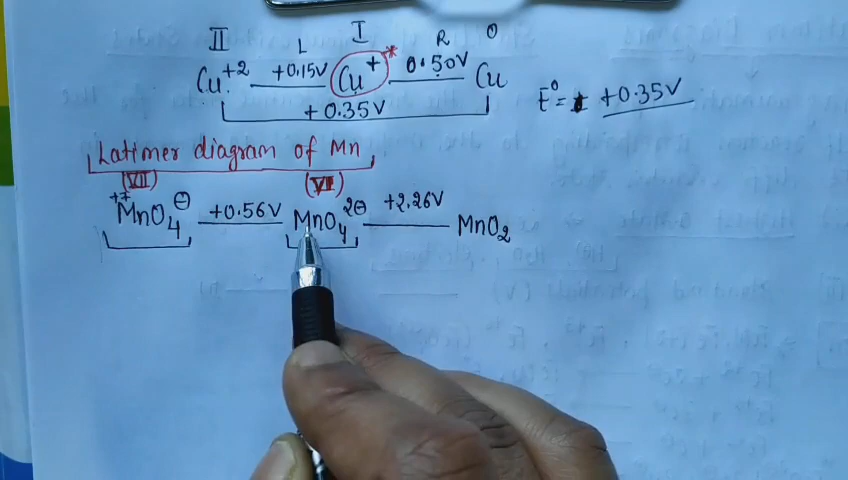 II I 0
L R
Cu+2 +0.15V Cu+* 0.50V Cu
+0.35V
E° = +0.35V
Latimer diagram of Mn
(VII) (VI)
+7
MnO4⊖ +0.56V MnO4 2⊖ +2.26V MnO2